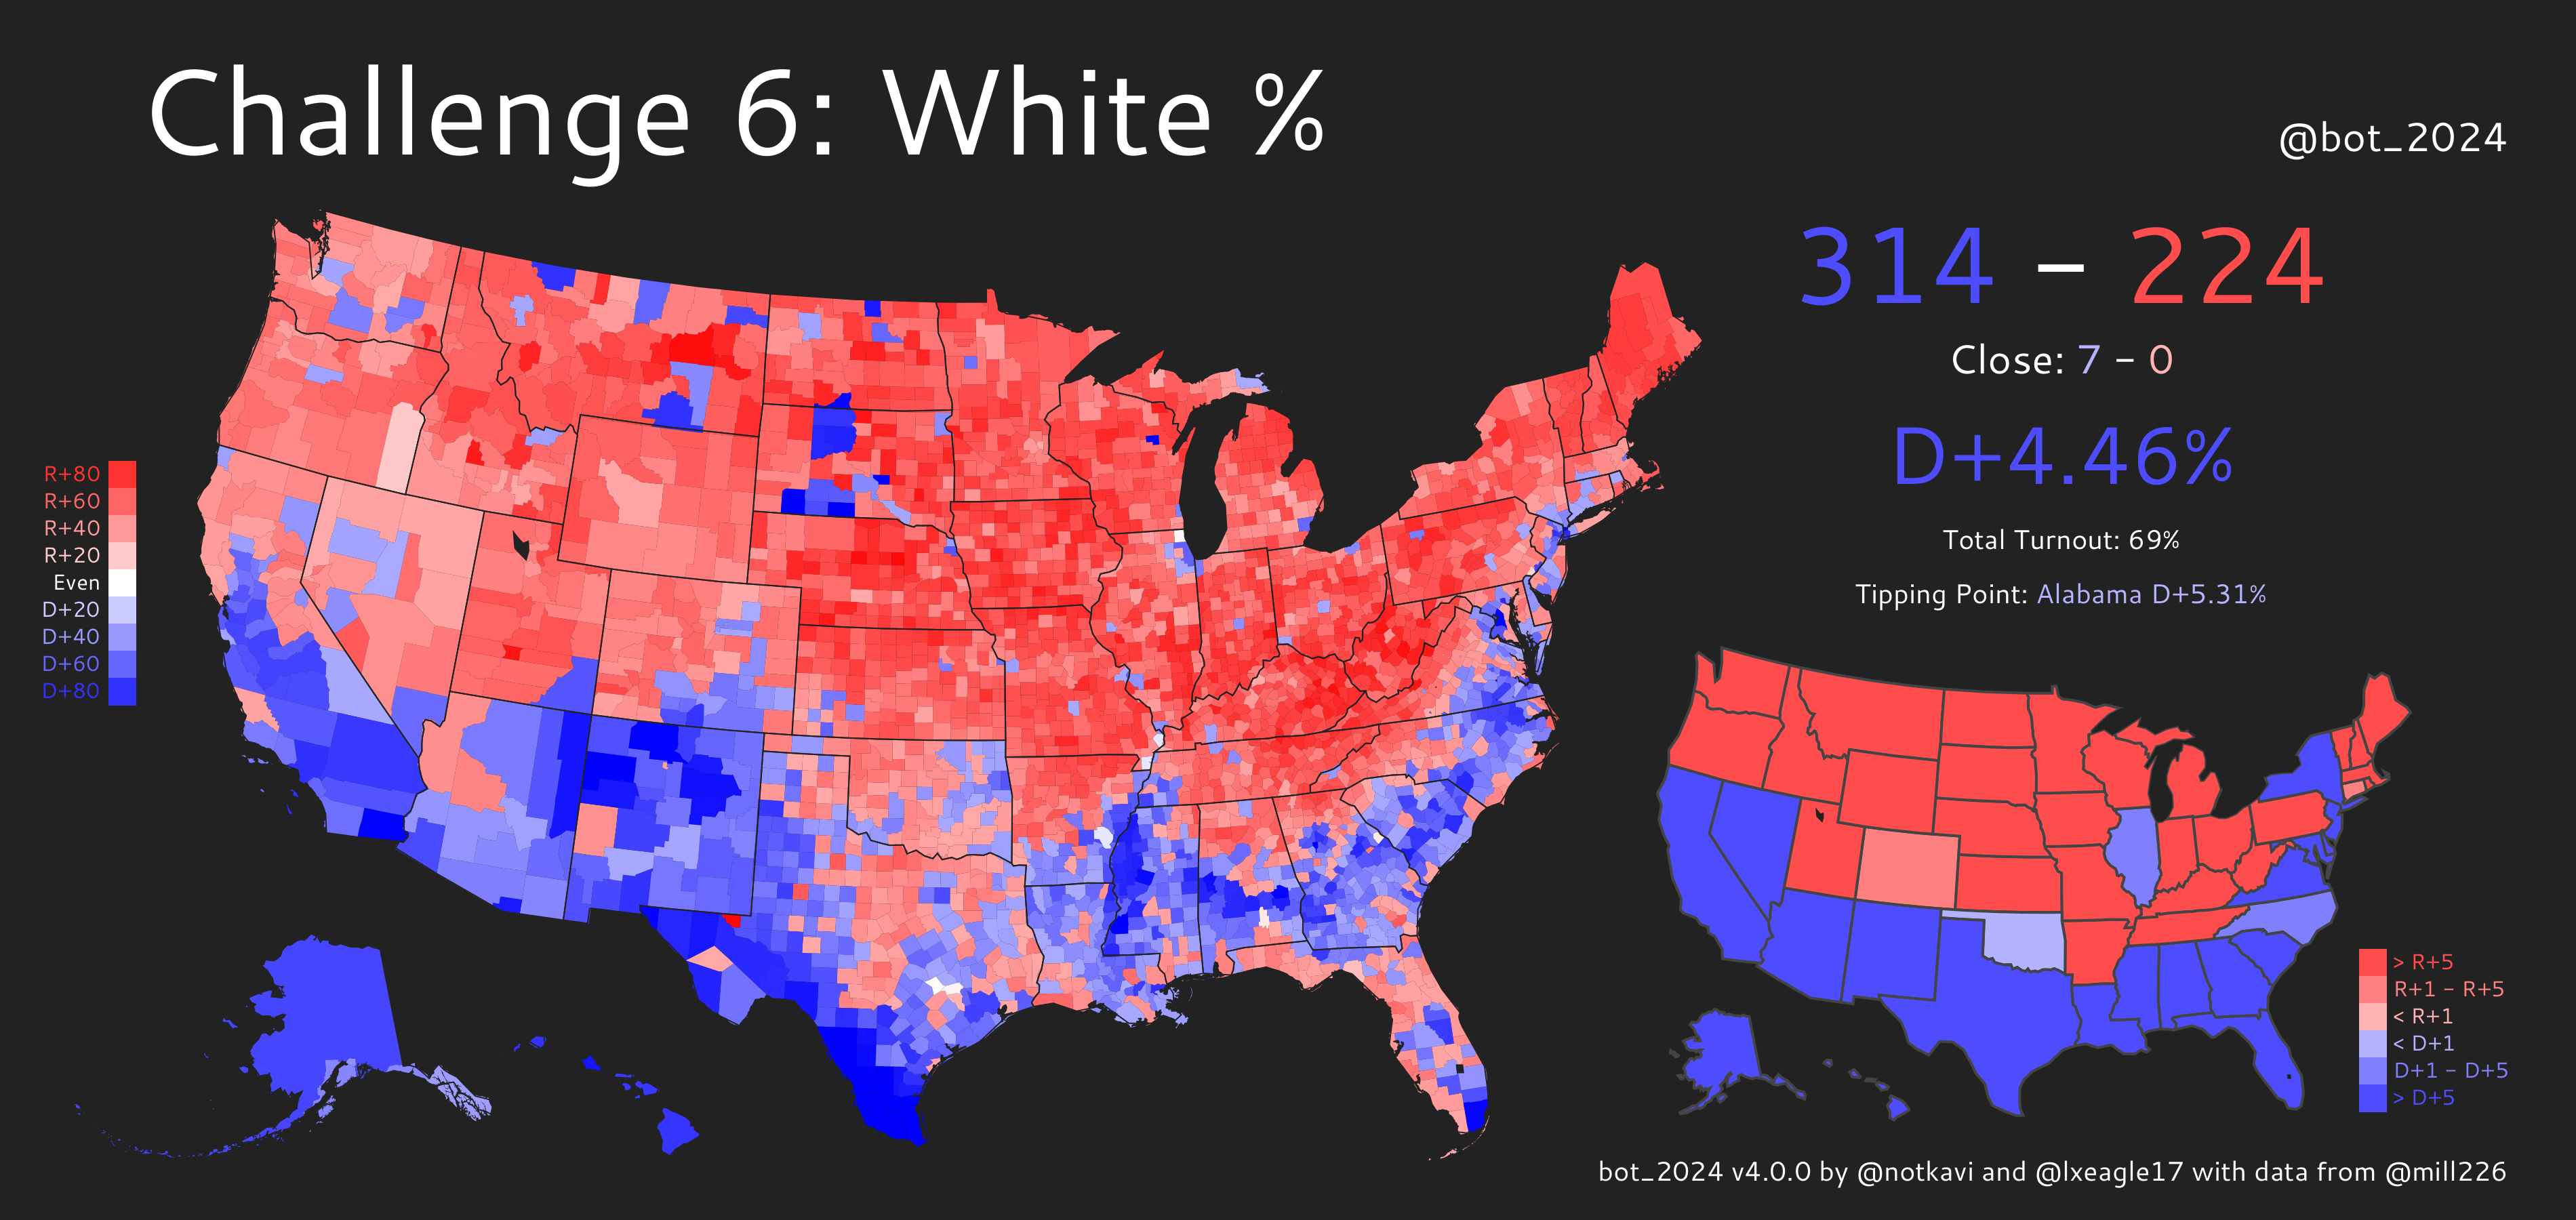 Challenge 6: White %
@bot_2024
314 – 224
Close: 7 – 0
D+4.46%
Total Turnout: 69%
Tipping Point: Alabama D+5.31%
R+80
R+60
R+40
R+20
Even
D+20
D+40
D+60
D+80
> R+5
R+1 – R+5
< R+1
< D+1
D+1 – D+5
> D+5
bot_2024 v4.0.0 by @notkavi and @lxeagle17 with data from @mill226